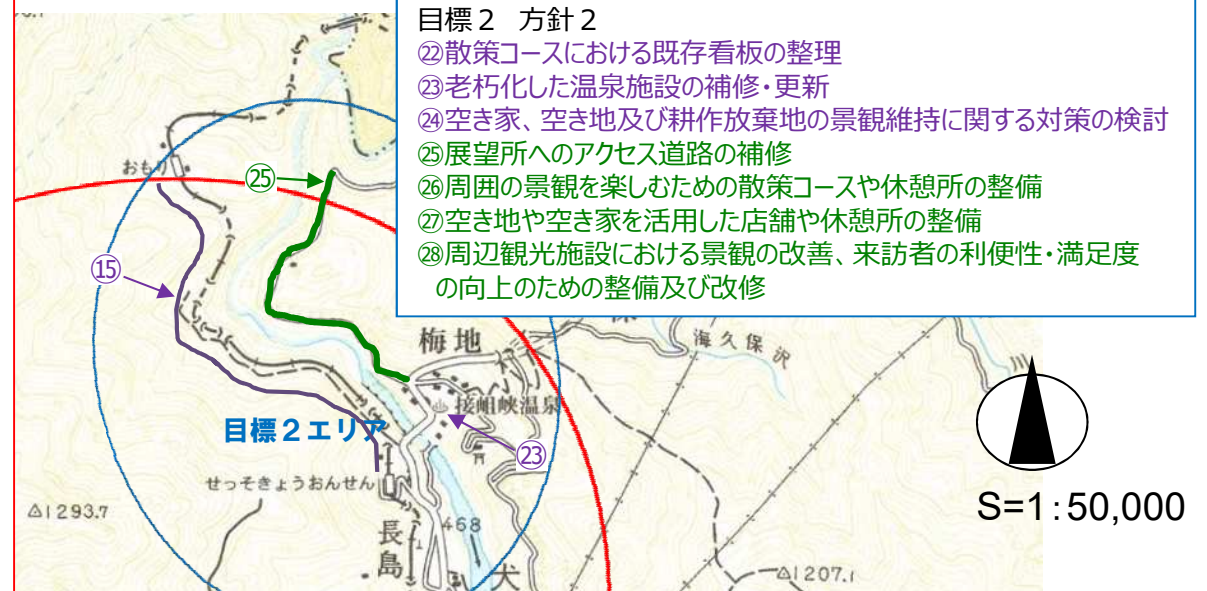 目標2 方針2
㉒散策コースにおける既存看板の整理
㉓老朽化した温泉施設の補修・更新
㉔空き家、空き地及び耕作放棄地の景観維持に関する対策の検討
㉕展望所へのアクセス道路の補修
㉖周囲の景観を楽しむための散策コースや休憩所の整備
㉗空き地や空き家を活用した店舗や休憩所の整備
㉘周辺観光施設における景観の改善、来訪者の利便性・満足度
の向上のための整備及び改修
㉕
⑮
梅地
海久保沢
接岨峡温泉
目標2エリア
㉓
せっそきょうおんせん
S=1:50,000
△1293.7
468
長島
犬
△1207.1